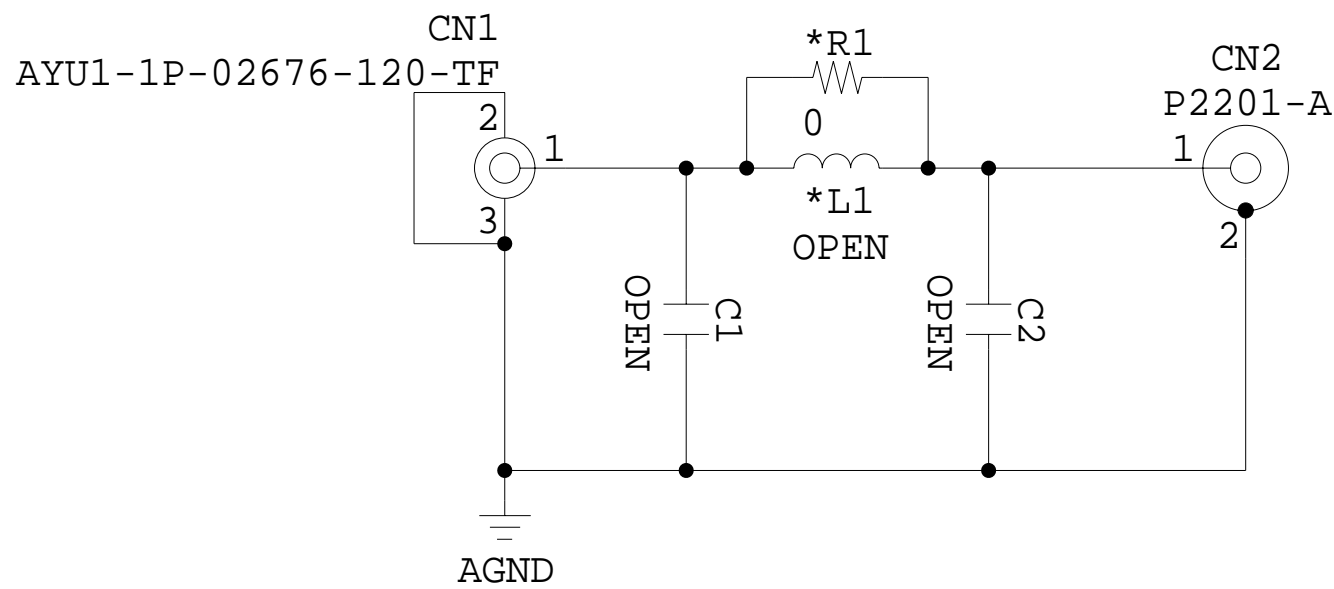 CN1
AYU1-1P-02676-120-TF
2
1
3
*R1
0
*L1
OPEN
CN2
P2201-A
1
2
C1
OPEN
C2
OPEN
AGND